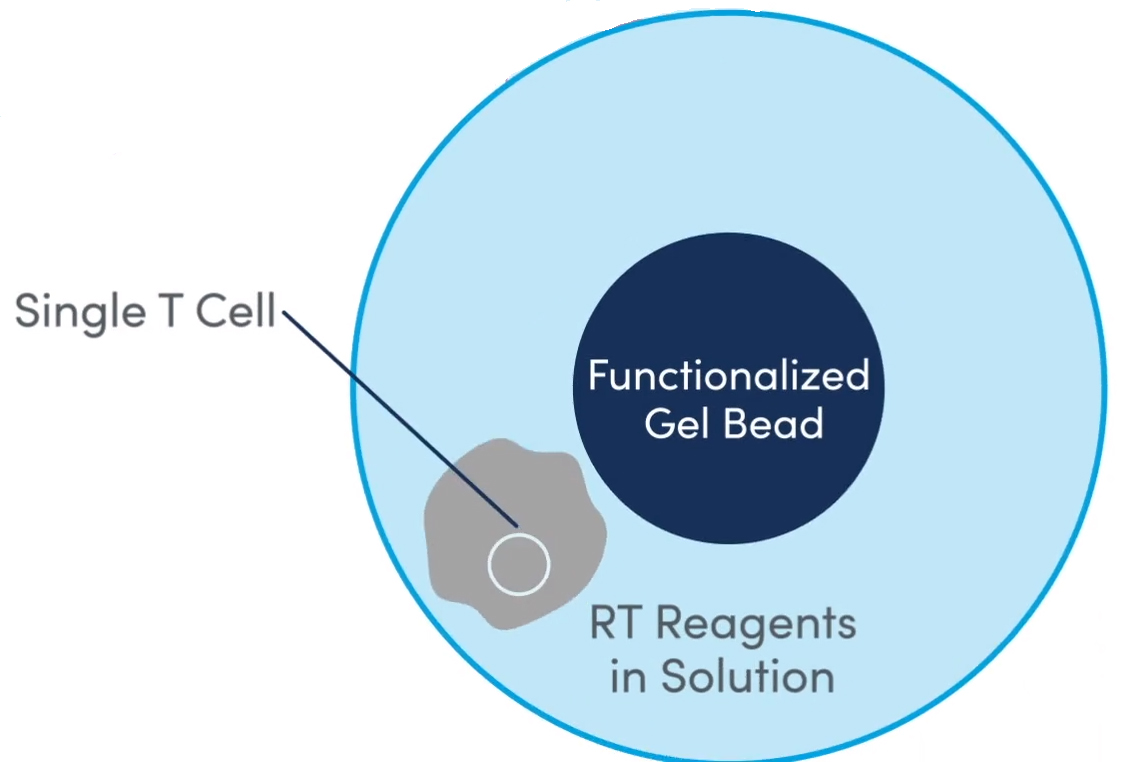 Single T Cell
Functionalized
Gel Bead
RT Reagents
in Solution